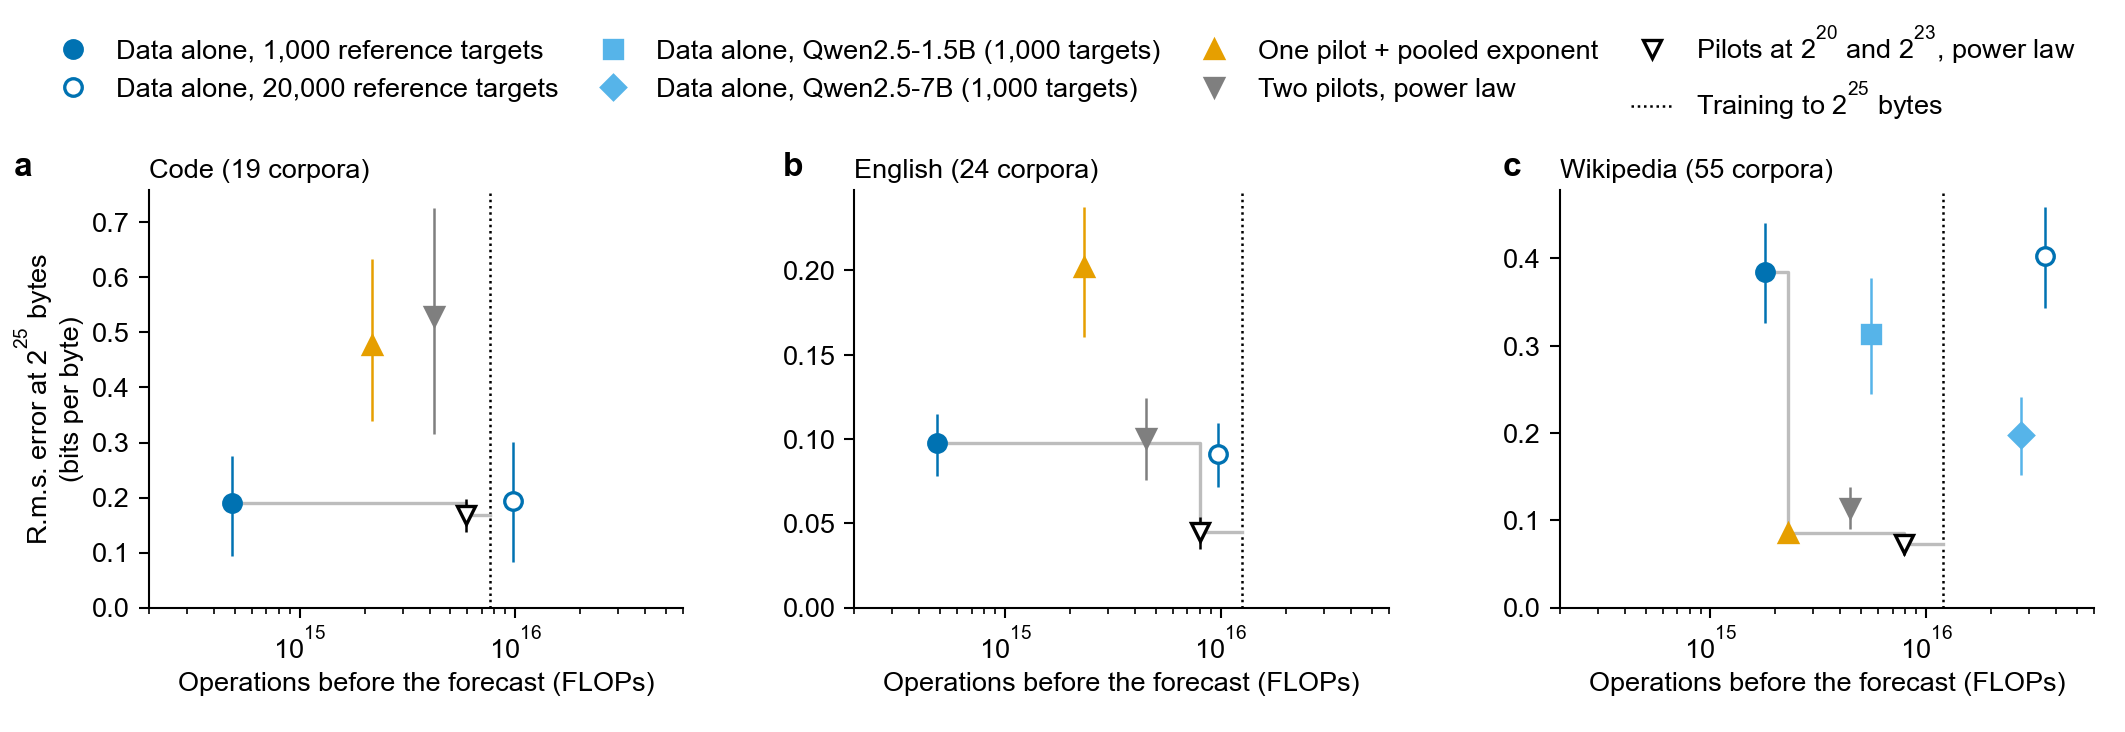 Data alone, 1,000 reference targets
Data alone, 20,000 reference targets
Data alone, Qwen2.5-1.5B (1,000 targets)
Data alone, Qwen2.5-7B (1,000 targets)
One pilot + pooled exponent
Two pilots, power law
Pilots at 2^20 and 2^23, power law
Training to 2^25 bytes
a
Code (19 corpora)
R.m.s. error at 2^25 bytes
(bits per byte)
0.7
0.6
0.5
0.4
0.3
0.2
0.1
0.0
10^15
10^16
Operations before the forecast (FLOPs)
b
English (24 corpora)
0.20
0.15
0.10
0.05
0.00
10^15
10^16
Operations before the forecast (FLOPs)
c
Wikipedia (55 corpora)
0.4
0.3
0.2
0.1
0.0
10^15
10^16
Operations before the forecast (FLOPs)